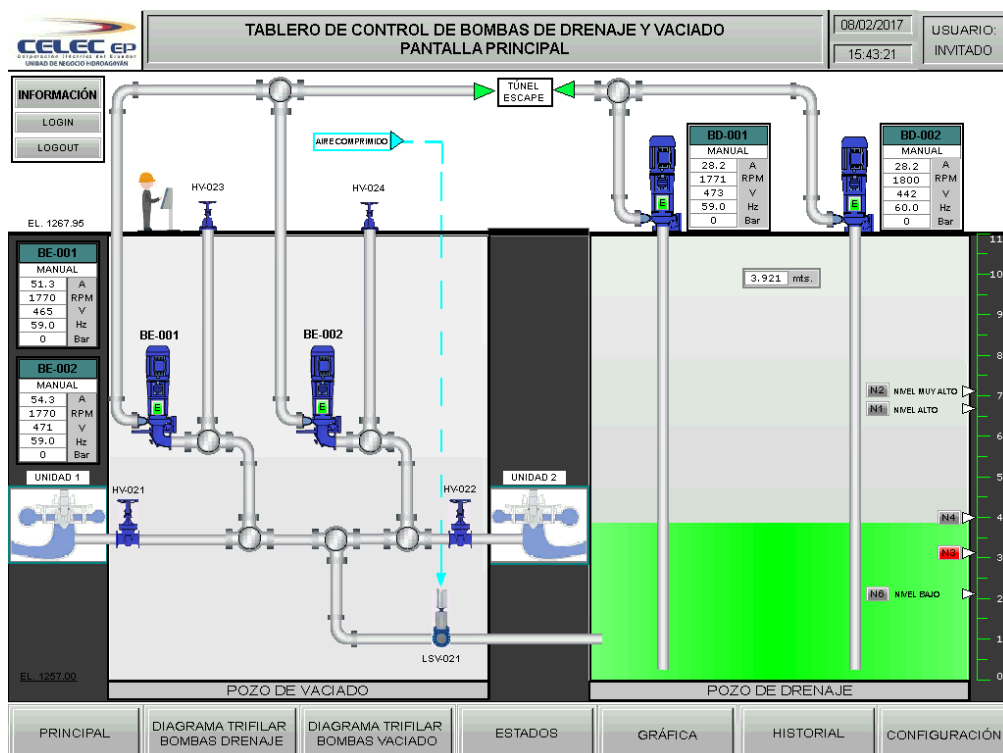 TABLERO DE CONTROL DE BOMBAS DE DRENAJE Y VACIADO
PANTALLA PRINCIPAL
08/02/2017
15:43:21
USUARIO:
INVITADO
CELEC EP
Corporación Eléctrica del Ecuador
UNIDAD DE NEGOCIO HIDROAGOYÁN
INFORMACIÓN
LOGIN
LOGOUT
TÚNEL
ESCAPE
AIRE COMPRIMIDO
HV-023
HV-024
EL. 1267.95
BD-001
MANUAL
28.2 A
1771 RPM
473 V
59.0 Hz
0 Bar
BD-002
MANUAL
28.2 A
1800 RPM
442 V
60.0 Hz
0 Bar
E
E
BE-001
MANUAL
51.3 A
1770 RPM
465 V
59.0 Hz
0 Bar
BE-002
MANUAL
54.3 A
1770 RPM
471 V
59.0 Hz
0 Bar
BE-001
E
BE-002
E
3.921 mts.
11
10
9
8
7
6
5
4
3
2
1
0
N2 NIVEL MUY ALTO
N1 NIVEL ALTO
N4
N3
N6 NIVEL BAJO
UNIDAD 1
HV-021
HV-022
UNIDAD 2
LSV-021
EL. 1257.00
POZO DE VACIADO
POZO DE DRENAJE
PRINCIPAL
DIAGRAMA TRIFILAR
BOMBAS DRENAJE
DIAGRAMA TRIFILAR
BOMBAS VACIADO
ESTADOS
GRÁFICA
HISTORIAL
CONFIGURACIÓN